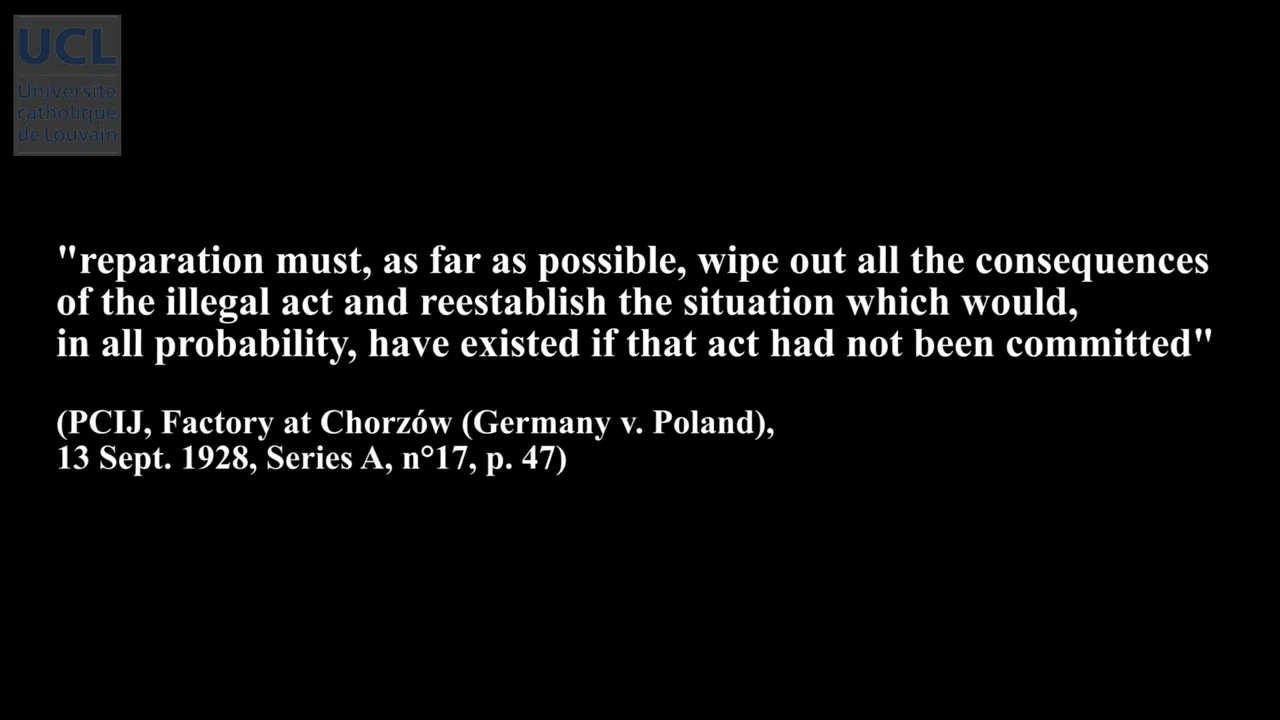 UCL
Université
catholique
de Louvain
"reparation must, as far as possible, wipe out all the consequences
of the illegal act and reestablish the situation which would,
in all probability, have existed if that act had not been committed"
(PCIJ, Factory at Chorzów (Germany v. Poland),
13 Sept. 1928, Series A, n°17, p. 47)